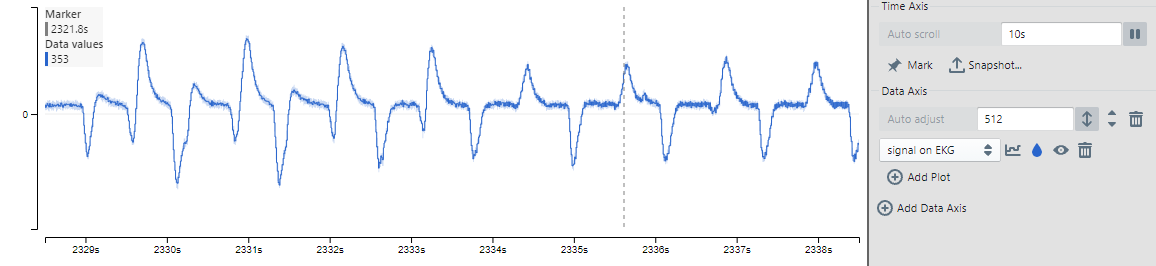 Marker
2321.8s
Data values
353
0
2329s 2330s 2331s 2332s 2333s 2334s 2335s 2336s 2337s 2338s
Time Axis
Auto scroll 10s
Mark Snapshot...
Data Axis
Auto adjust 512
signal on EKG
Add Plot
Add Data Axis